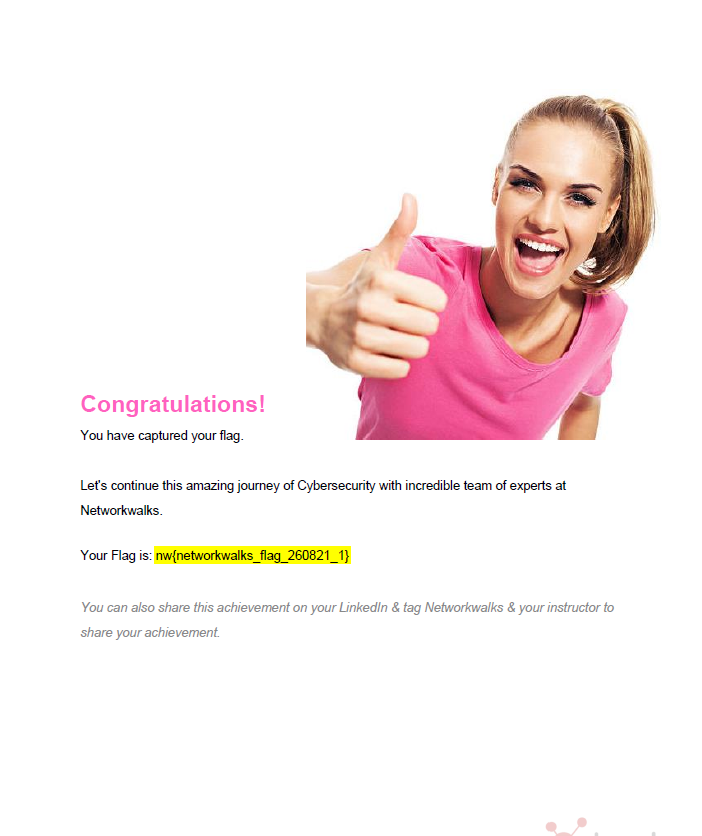 Congratulations!
You have captured your flag.
Let's continue this amazing journey of Cybersecurity with incredible team of experts at
Networkwalks.
Your Flag is: nw{networkwalks_flag_260821_1}
You can also share this achievement on your LinkedIn & tag Networkwalks & your instructor to
share your achievement.